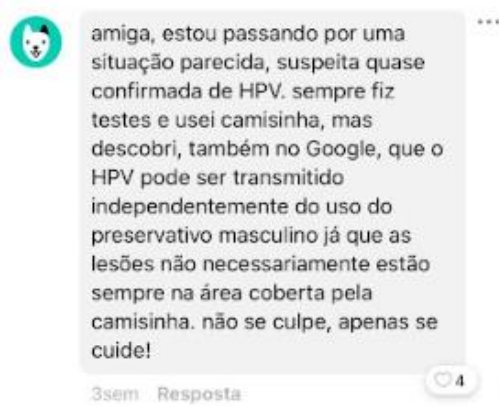 amiga, estou passando por uma
situação parecida, suspeita quase
confirmada de HPV. sempre fiz
testes e usei camisinha, mas
descobri, também no Google, que o
HPV pode ser transmitido
independentemente do uso do
preservativo masculino já que as
lesões não necessariamente estão
sempre na área coberta pela
camisinha. não se culpe, apenas se
cuide!
4
3sem Resposta